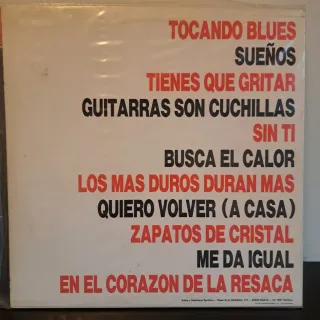 TOCANDO BLUES
SUEÑOS
TIENES QUE GRITAR
GUITARRAS SON CUCHILLAS
SIN TI
BUSCA EL CALOR
LOS MAS DUROS DURAN MAS
QUIERO VOLVER (A CASA)
ZAPATOS DE CRISTAL
ME DA IGUAL
EN EL CORAZON DE LA RESACA